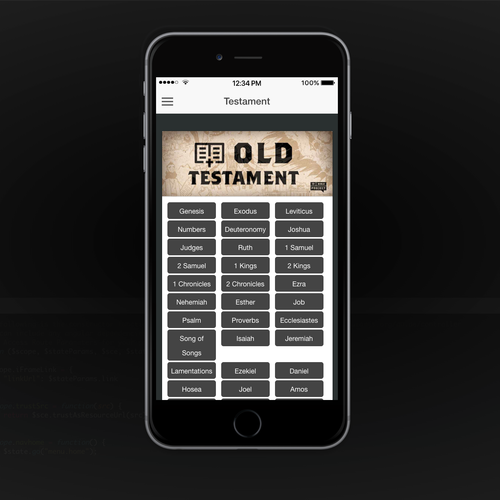 12:34 PM 100%
Testament
OLD
TESTAMENT
Genesis Exodus Leviticus
Numbers Deuteronomy Joshua
Judges Ruth 1 Samuel
2 Samuel 1 Kings 2 Kings
1 Chronicles 2 Chronicles Ezra
Nehemiah Esther Job
Psalm Proverbs Ecclesiastes
Song of Songs Isaiah Jeremiah
Lamentations Ezekiel Daniel
Hosea Joel Amos